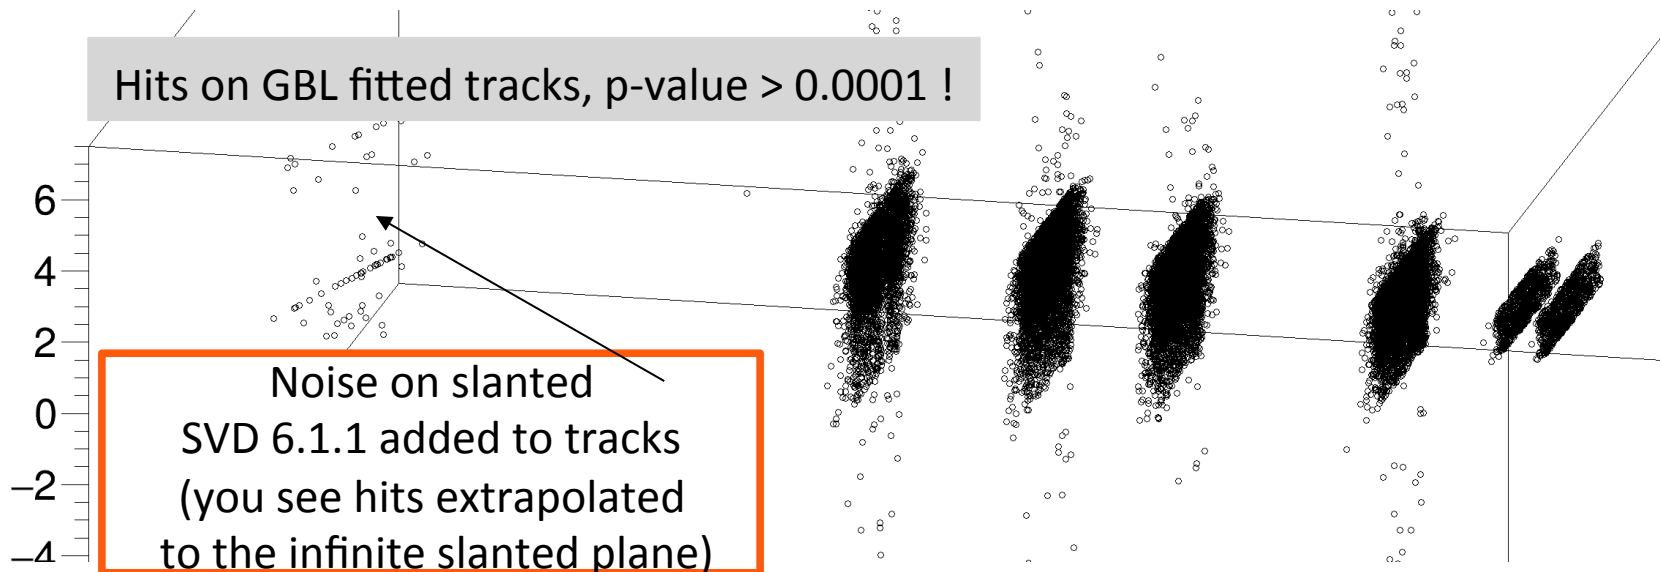 Hits on GBL fitted tracks, p-value > 0.0001 !
6
4
2
0
−2
−4
Noise on slanted
SVD 6.1.1 added to tracks
(you see hits extrapolated
to the infinite slanted plane)